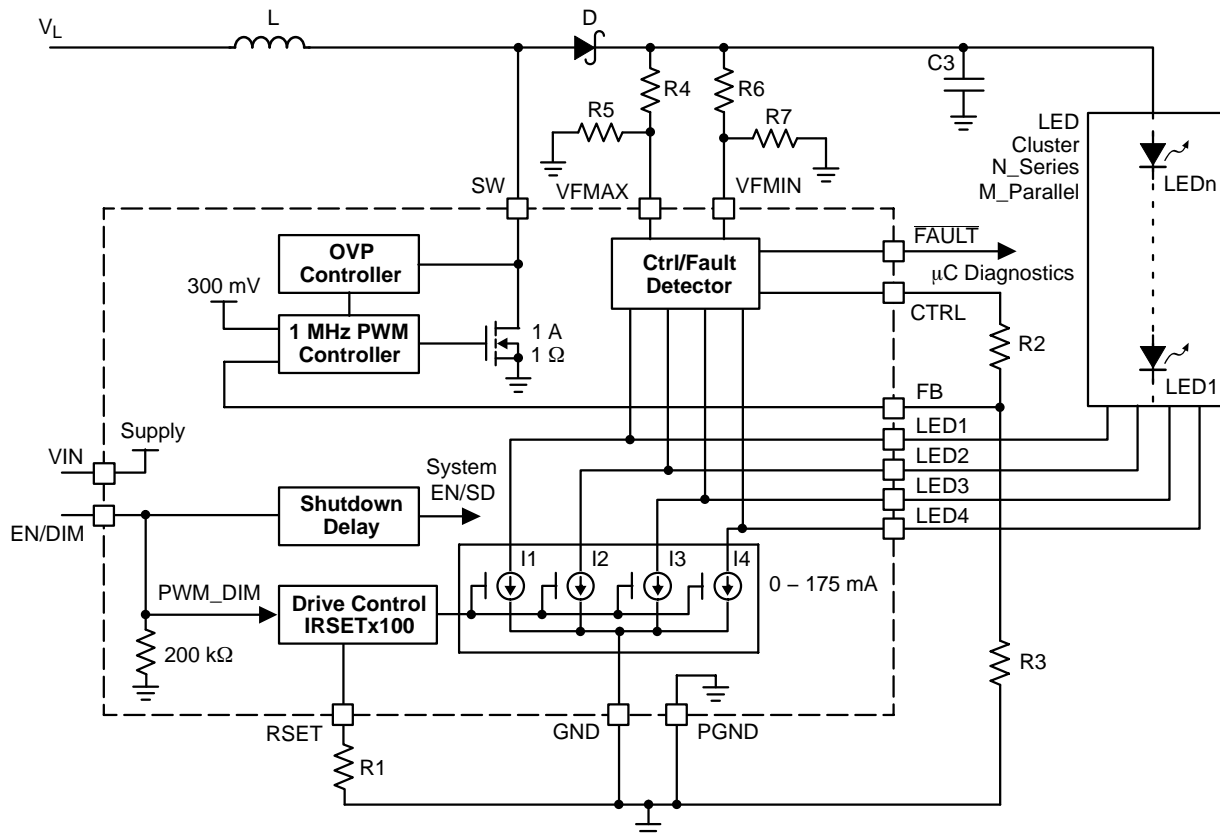 V_L
L
D
R4
R6
C3
R5
R7
LED
Cluster
N_Series
M_Parallel
LEDn
SW
VFMAX
VFMIN
OVP
Controller
Ctrl/Fault
Detector
FAULT
μC Diagnostics
300 mV
1 MHz PWM
Controller
1 A
1 Ω
CTRL
R2
LED1
FB
Supply
LED1
VIN
LED2
System
EN/SD
LED3
Shutdown
Delay
EN/DIM
LED4
I1
I2
I3
I4
PWM_DIM
Drive Control
IRSETx100
0 – 175 mA
200 kΩ
R3
RSET
GND
PGND
R1